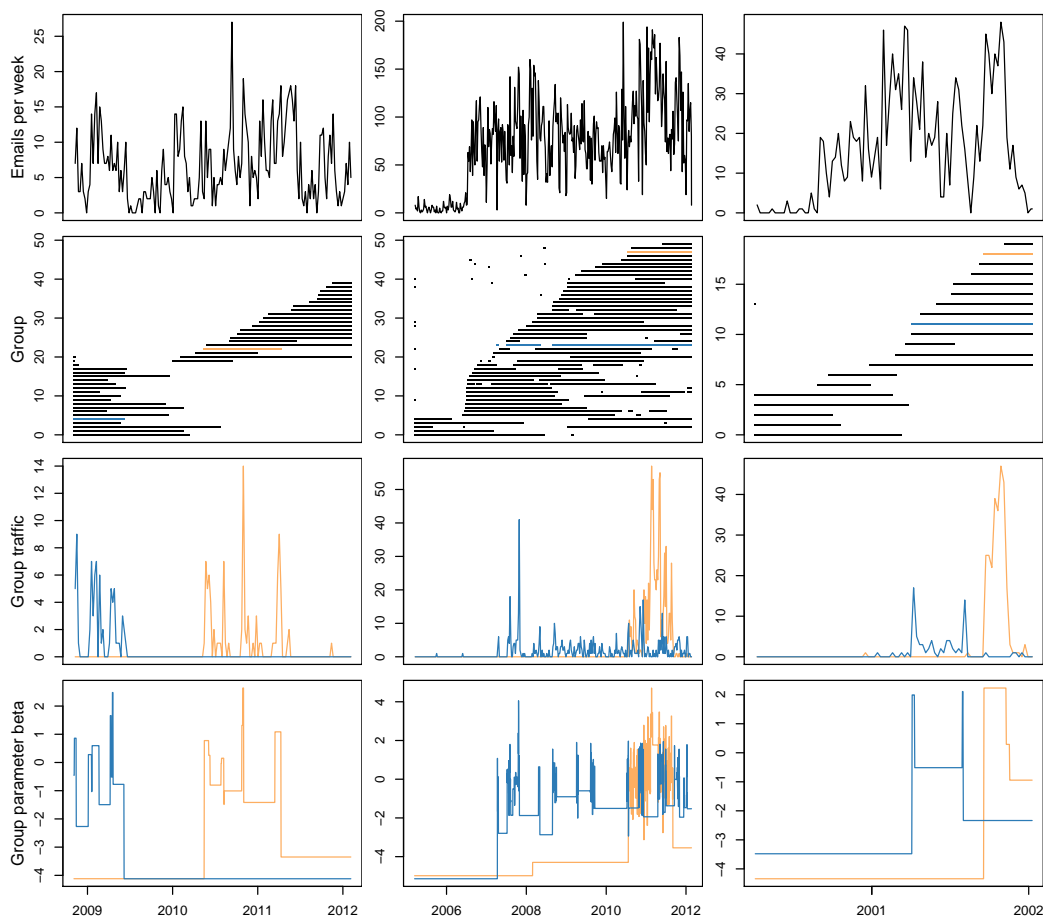 Emails per week
0 5 10 15 20 25
0 50 100 150 200
0 10 20 30 40
Group
0 10 20 30 40 50
0 10 20 30 40 50
0 5 10 15
Group traffic
0 2 4 6 8 10 12 14
0 10 20 30 40 50
0 10 20 30 40
Group parameter beta
−4 −3 −2 −1 0 1 2
−4 −2 0 2 4
−4 −3 −2 −1 0 1 2
2009 2010 2011 2012
2006 2008 2010 2012
2001 2002